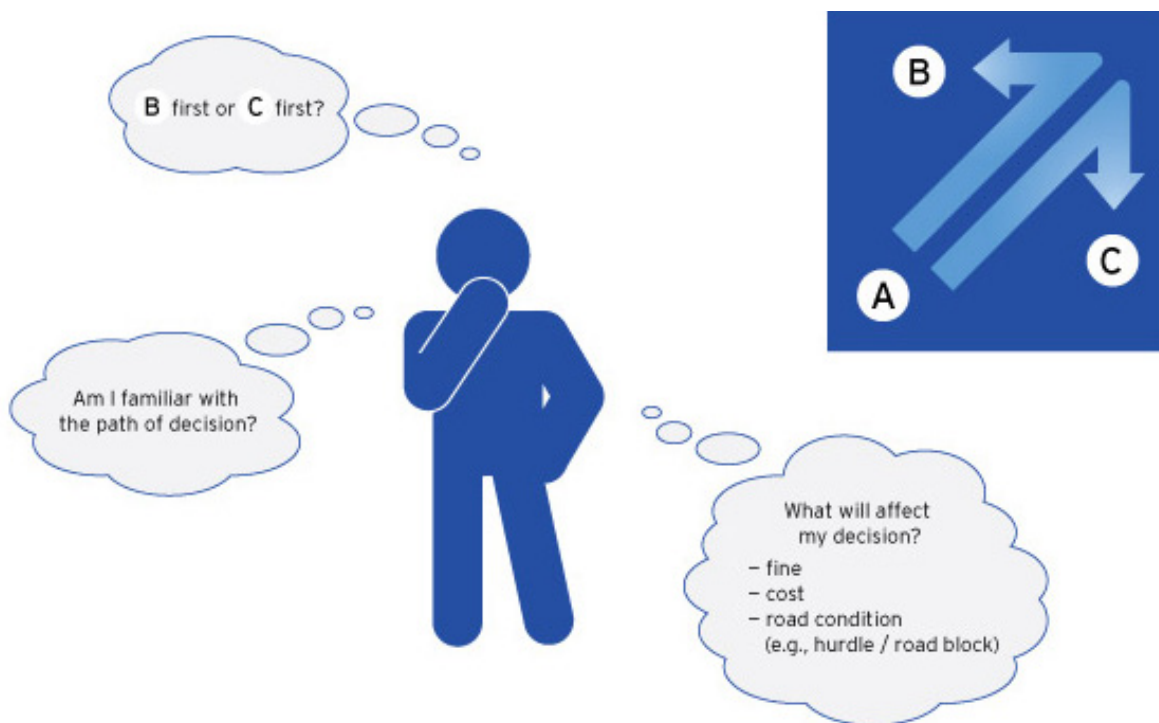 B first or C first?
B
C
A
Am I familiar with
the path of decision?
What will affect
my decision?
– fine
– cost
– road condition
(e.g., hurdle / road block)